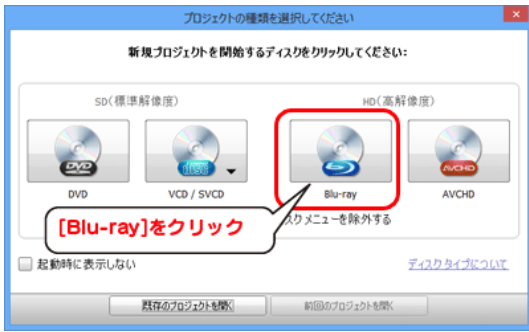 プロジェクトの種類を選択してください
新規プロジェクトを開始するディスクをクリックしてください:
SD(標準解像度) HD(高解像度)
DVD VCD / SVCD Blu-ray AVCHD
[Blu-ray]をクリック
スクメニューを除外する
起動時に表示しない ディスクタイプについて
既存のプロジェクトを開く 前回のプロジェクトを開く